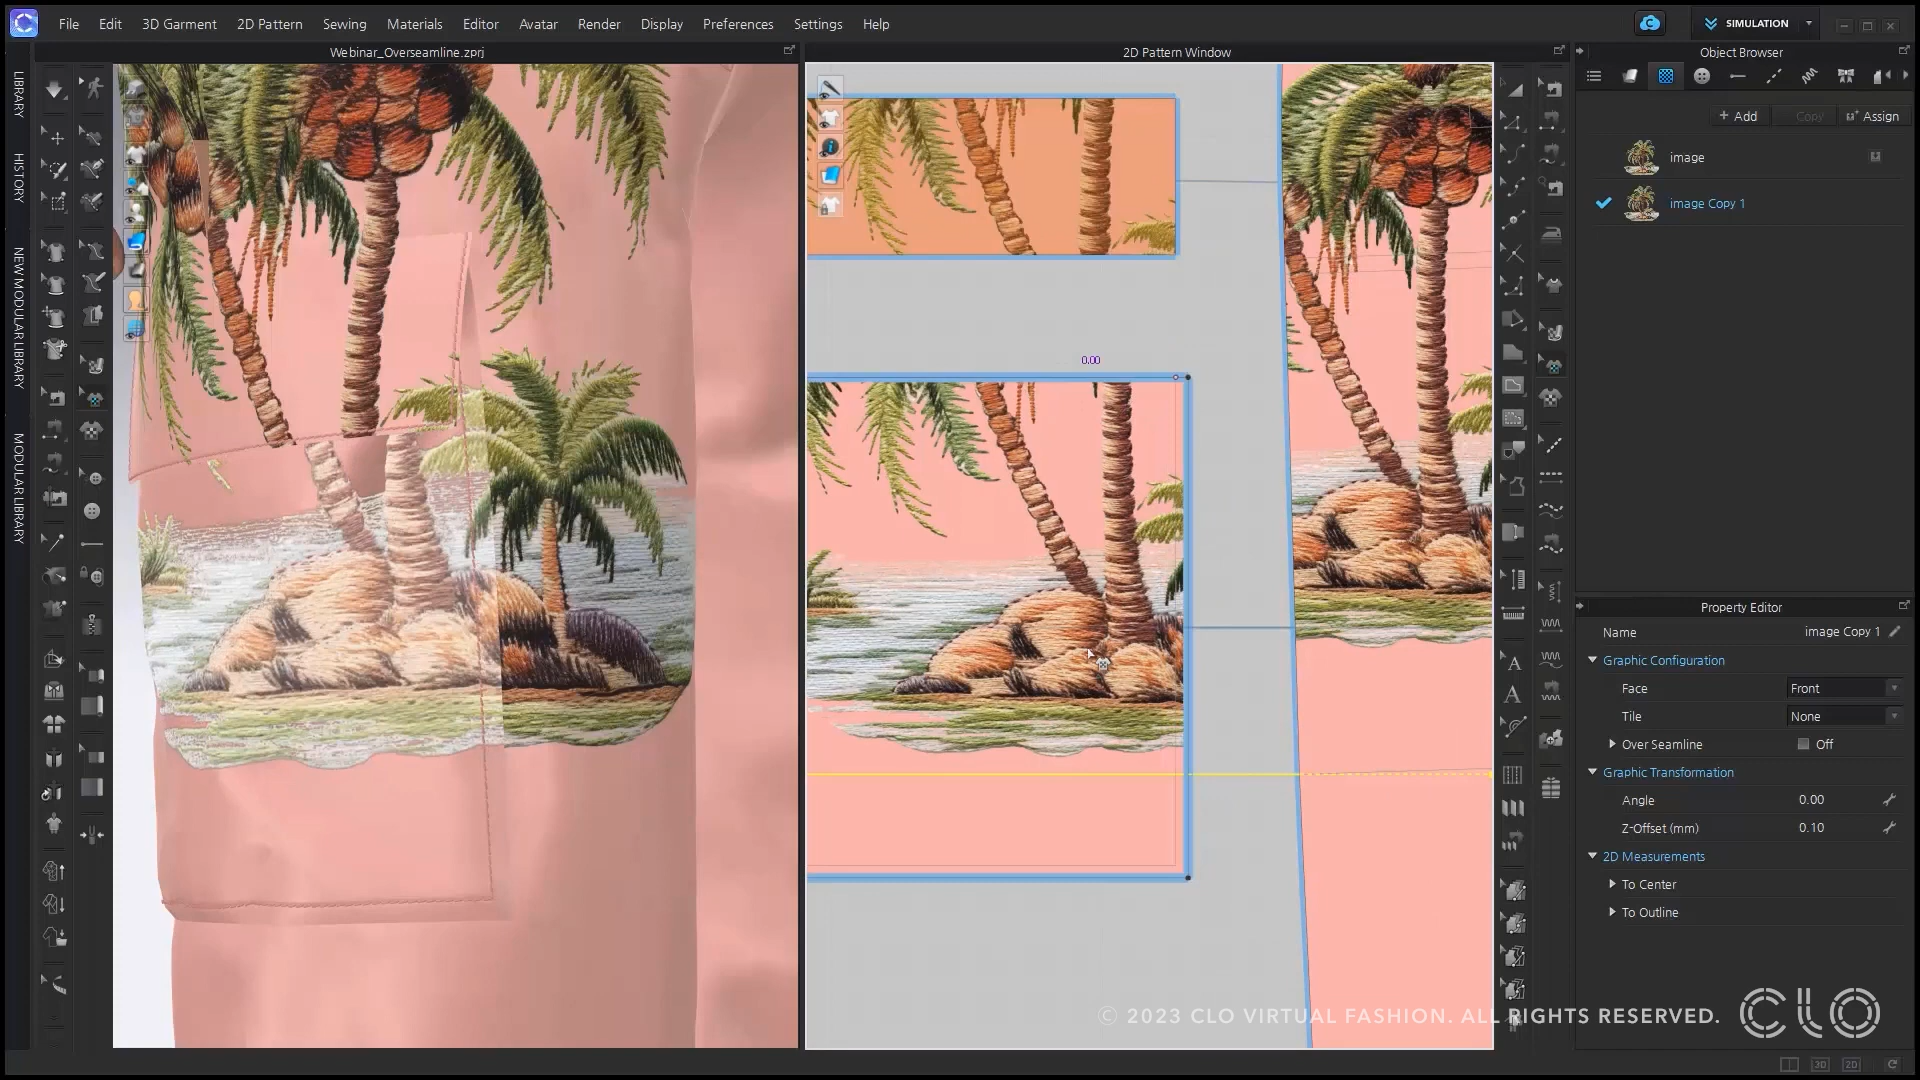 File Edit 3D Garment 2D Pattern Sewing Materials Editor Avatar Render Display Preferences Settings Help
SIMULATION
Webinar_Overseamline.zprj
2D Pattern Window
Object Browser
LIBRARY
HISTORY
NEW MODULAR LIBRARY
MODULAR LIBRARY
+ Add
Copy
Assign
image
image Copy 1
0.00
Property Editor
Name image Copy 1
Graphic Configuration
Face Front
Tile None
Over Seamline Off
Graphic Transformation
Angle 0.00
Z-Offset (mm) 0.10
2D Measurements
To Center
To Outline
© 2023 CLO VIRTUAL FASHION. ALL RIGHTS RESERVED.
CLO
3D 2D